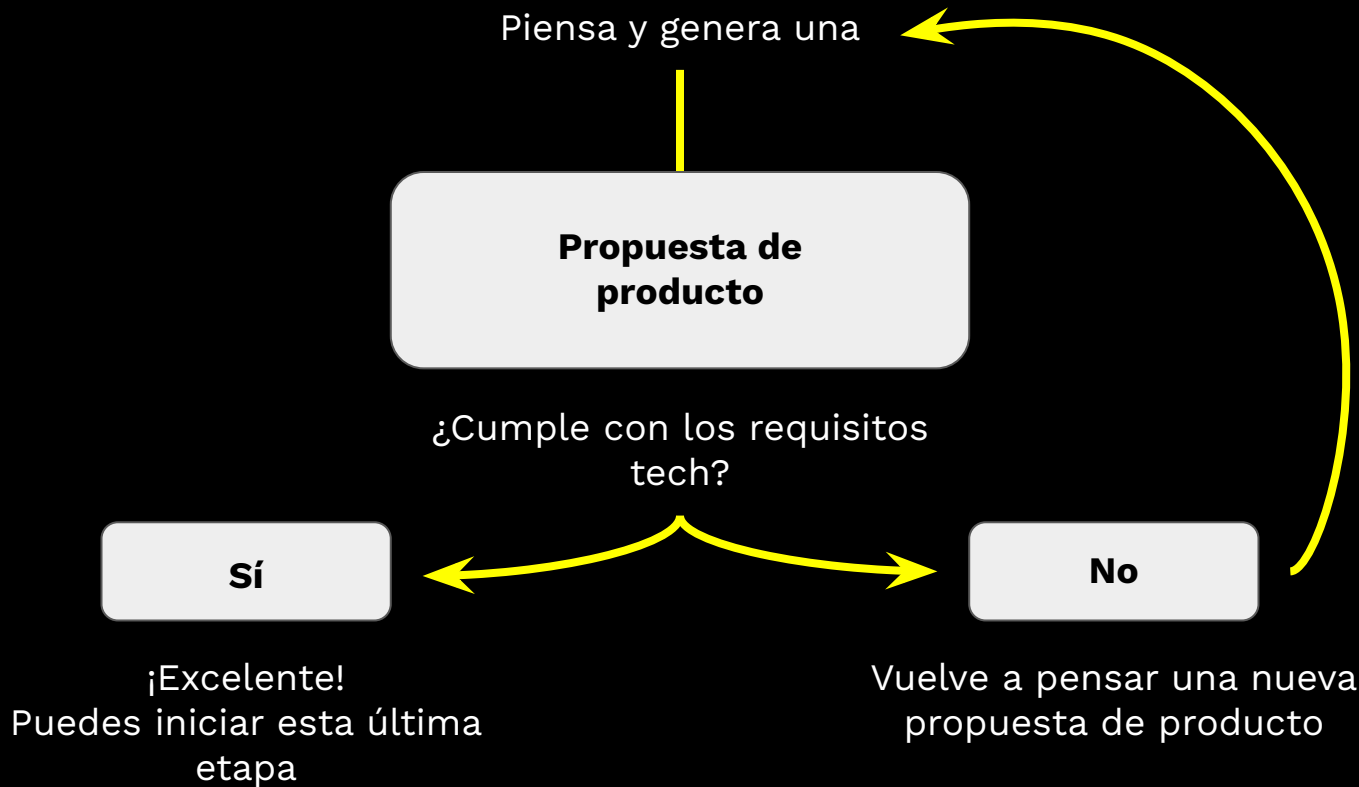 Piensa y genera una
Propuesta de
producto
¿Cumple con los requisitos
tech?
Sí
No
¡Excelente!
Puedes iniciar esta última
etapa
Vuelve a pensar una nueva
propuesta de producto